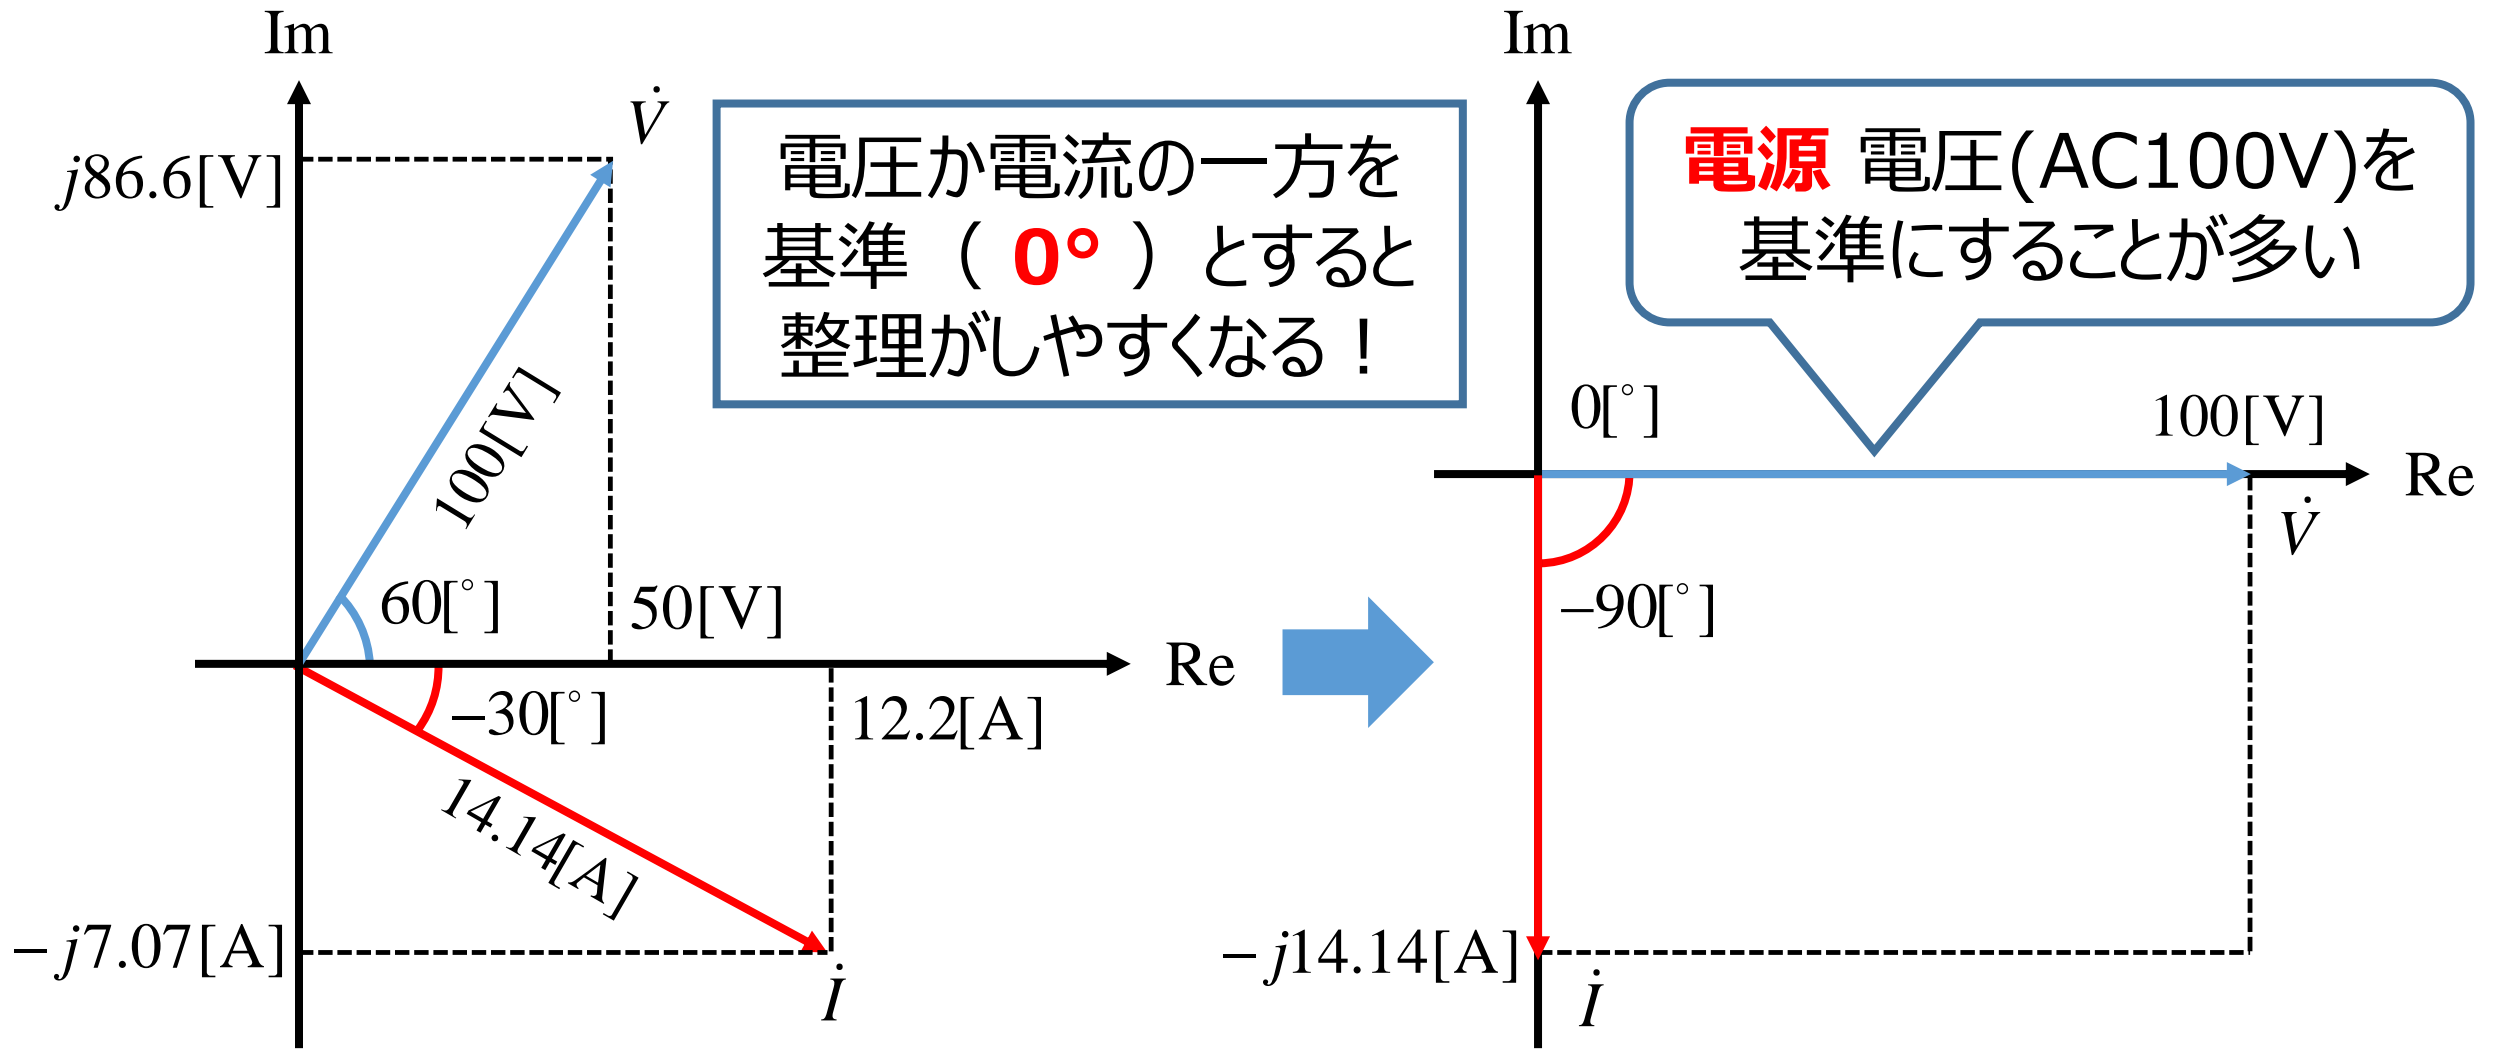 Im
V̇
j86.6[V]
電圧か電流の一方を
基準（0°）とすると
整理がしやすくなる！
100[V]
60[°]
50[V]
Re
−30[°]
12.2[A]
14.14[A]
−j7.07[A]
İ
Im
電源電圧(AC100V)を
基準にすることが多い
0[°]
100[V]
Re
V̇
−90[°]
−j14.14[A]
İ